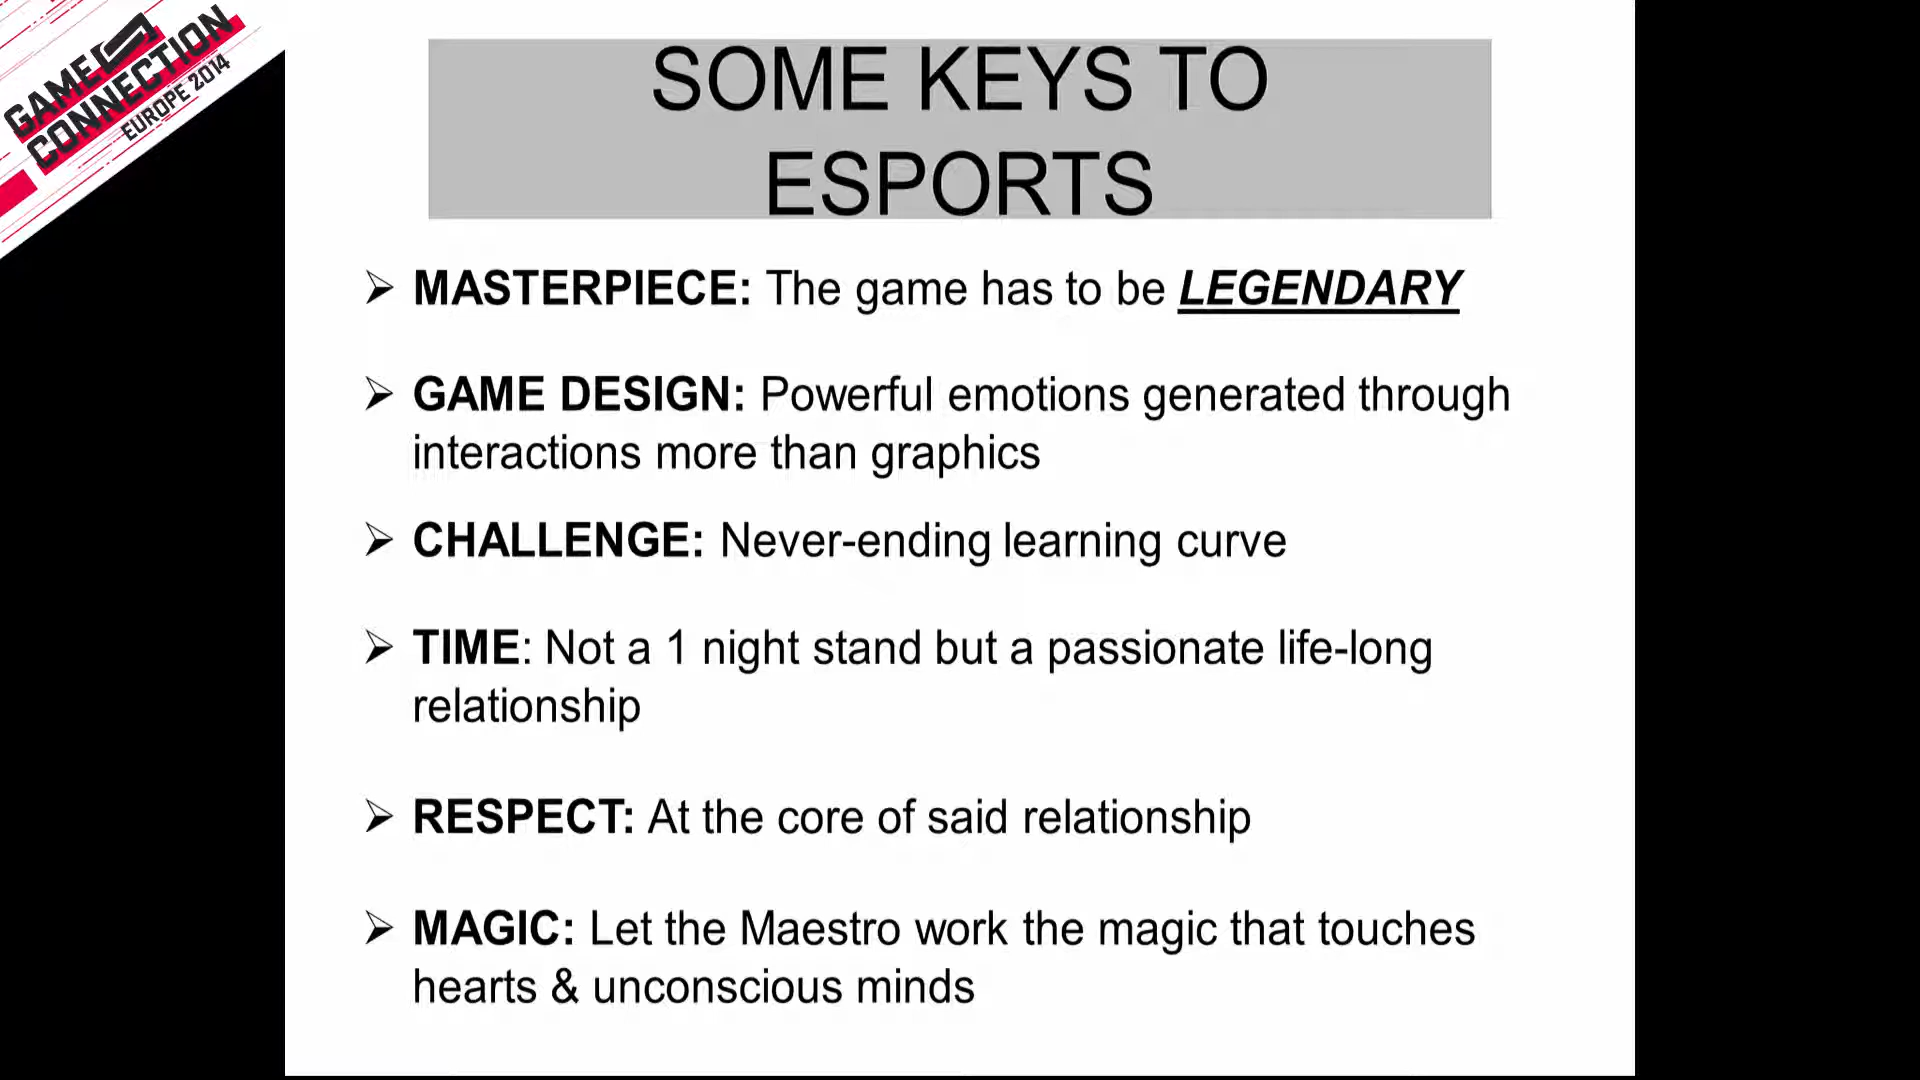 GAME
CONNECTION
EUROPE 2014
SOME KEYS TO
ESPORTS
➢ MASTERPIECE: The game has to be LEGENDARY
➢ GAME DESIGN: Powerful emotions generated through
interactions more than graphics
➢ CHALLENGE: Never-ending learning curve
➢ TIME: Not a 1 night stand but a passionate life-long
relationship
➢ RESPECT: At the core of said relationship
➢ MAGIC: Let the Maestro work the magic that touches
hearts & unconscious minds